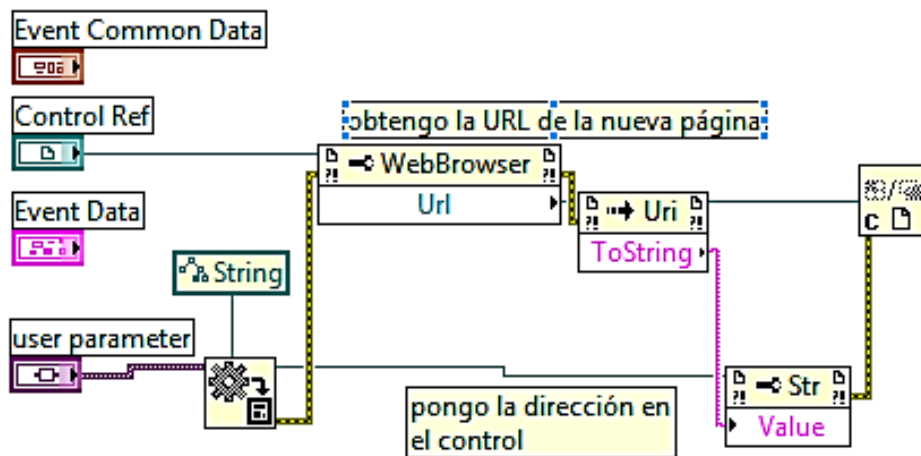 Event Common Data
Control Ref
obtengo la URL de la nueva página
WebBrowser
Url
Event Data
Uri
ToString
C
String
user parameter
Str
Value
pongo la dirección en
el control